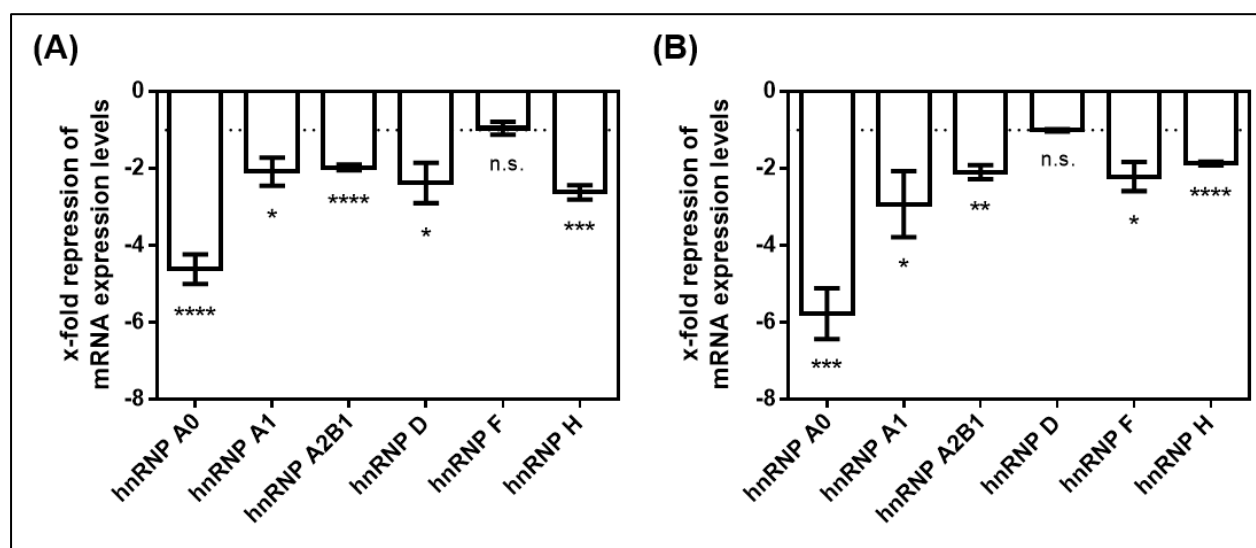 (A)
x-fold repression of
mRNA expression levels
0
-2
-4
-6
-8
****
*
****
*
n.s.
***
hnRNP A0
hnRNP A1
hnRNP A2B1
hnRNP D
hnRNP F
hnRNP H
(B)
x-fold repression of
mRNA expression levels
0
-2
-4
-6
-8
***
*
**
n.s.
*
****
hnRNP A0
hnRNP A1
hnRNP A2B1
hnRNP D
hnRNP F
hnRNP H